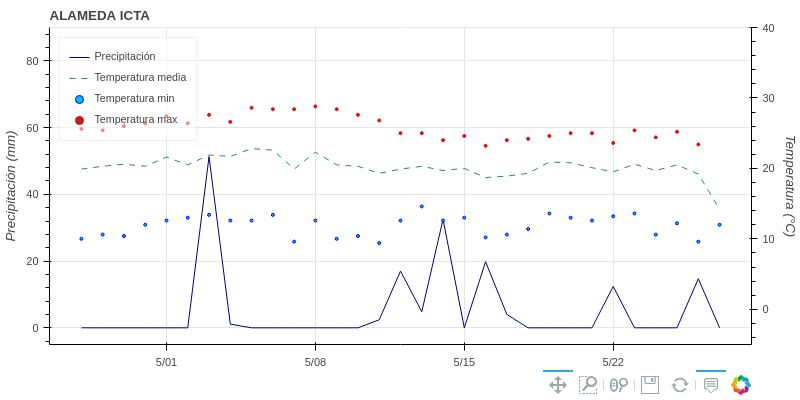 ALAMEDA ICTA
Precipitación
Temperatura media
Temperatura min
Temperatura max
Precipitación (mm)
80
60
40
20
0
Temperatura (°C)
40
30
20
10
0
5/01
5/08
5/15
5/22